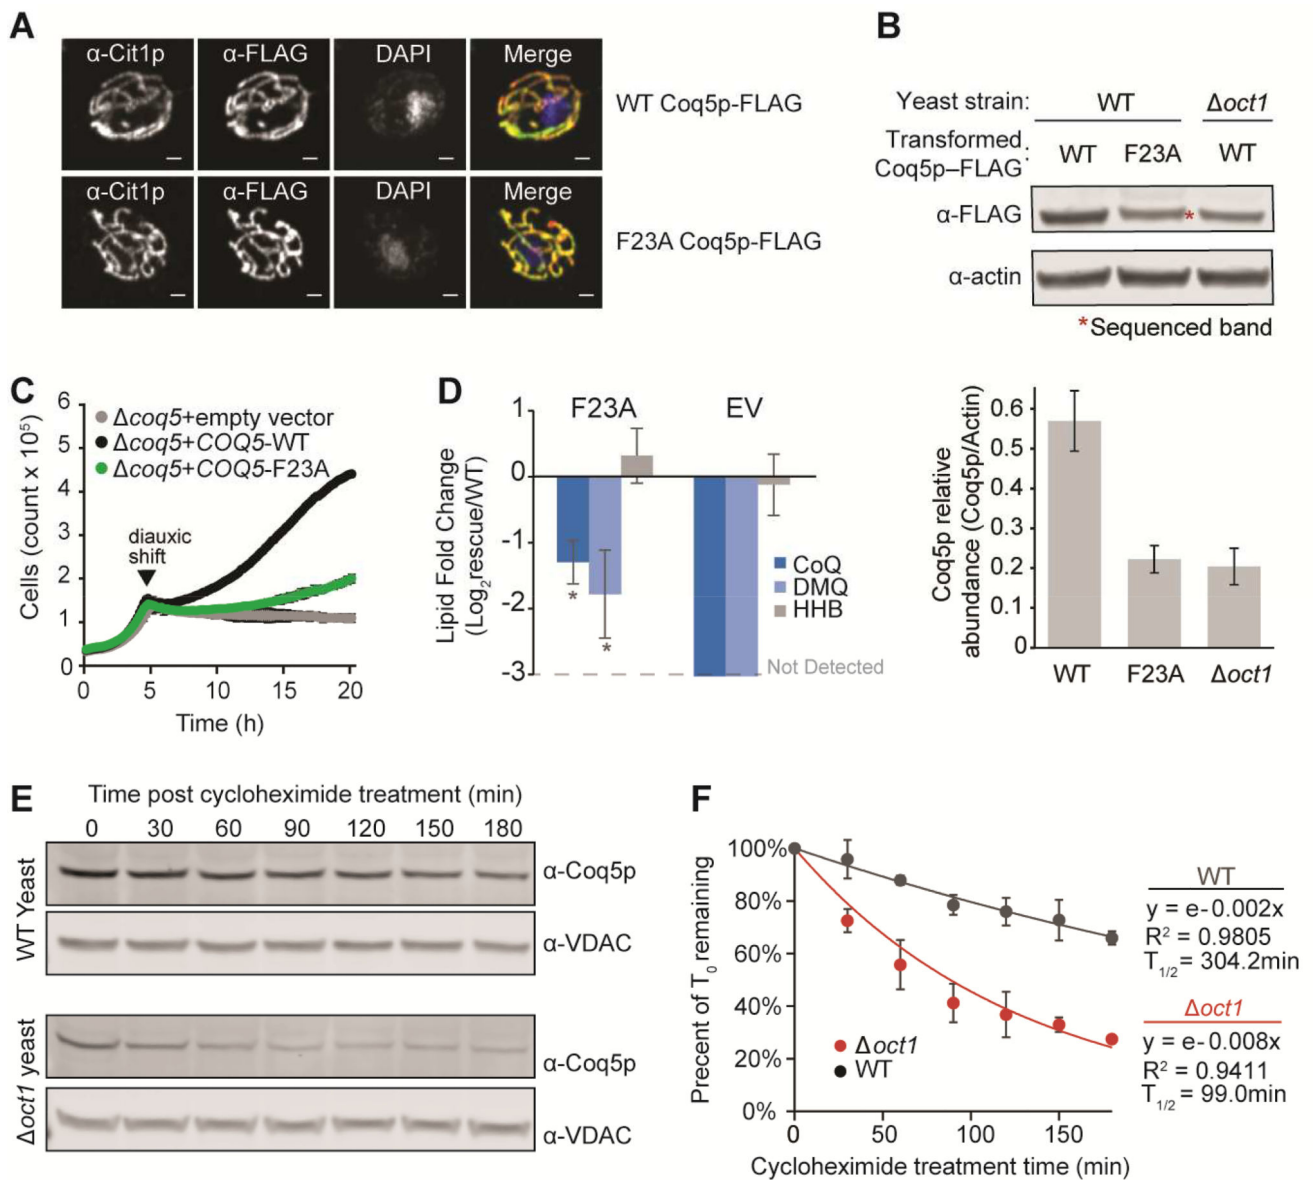 A
α-Cit1p α-FLAG DAPI Merge
WT Coq5p-FLAG
α-Cit1p α-FLAG DAPI Merge
F23A Coq5p-FLAG
B
Yeast strain: WT Δoct1
Transformed
Coq5p–FLAG : WT F23A WT
α-FLAG
*
α-actin
*Sequenced band
Coq5p relative
abundance (Coq5p/Actin)
0.6
0.5
0.4
0.3
0.2
0.1
0
WT F23A Δoct1
C
Cells (count x 10⁵)
6
5
4
3
2
1
0
Δcoq5+empty vector
Δcoq5+COQ5-WT
Δcoq5+COQ5-F23A
diauxic
shift
0 5 10 15 20
Time (h)
D
Lipid Fold Change
(Log₂rescue/WT)
1
0
-1
-2
-3
F23A EV
*
*
CoQ
DMQ
HHB
Not Detected
E
Time post cycloheximide treatment (min)
0 30 60 90 120 150 180
WT Yeast
α-Coq5p
α-VDAC
Δoct1 yeast
α-Coq5p
α-VDAC
F
Precent of T₀ remaining
100%
80%
60%
40%
20%
0%
Δoct1
WT
0 50 100 150
Cycloheximide treatment time (min)
WT
y = e-0.002x
R² = 0.9805
T₁/₂ = 304.2min
Δoct1
y = e-0.008x
R² = 0.9411
T₁/₂ = 99.0min